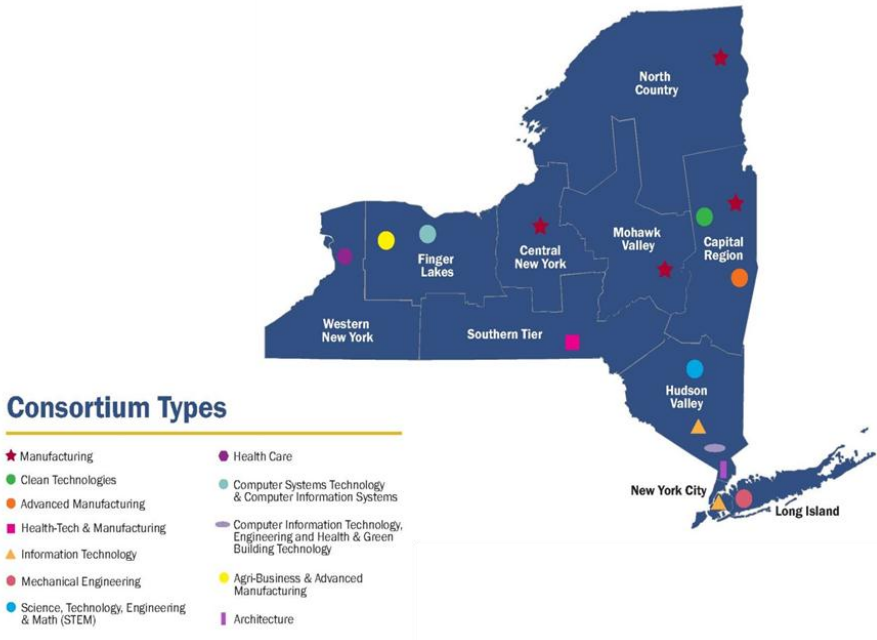 North
Country
Mohawk
Valley
Capital
Region
Central
New York
Finger
Lakes
Western
New York
Southern Tier
Hudson
Valley
New York City
Long Island
Consortium Types
Manufacturing
Clean Technologies
Advanced Manufacturing
Health-Tech & Manufacturing
Information Technology
Mechanical Engineering
Science, Technology, Engineering
& Math (STEM)
Health Care
Computer Systems Technology
& Computer Information Systems
Computer Information Technology,
Engineering and Health & Green
Building Technology
Agri-Business & Advanced
Manufacturing
Architecture